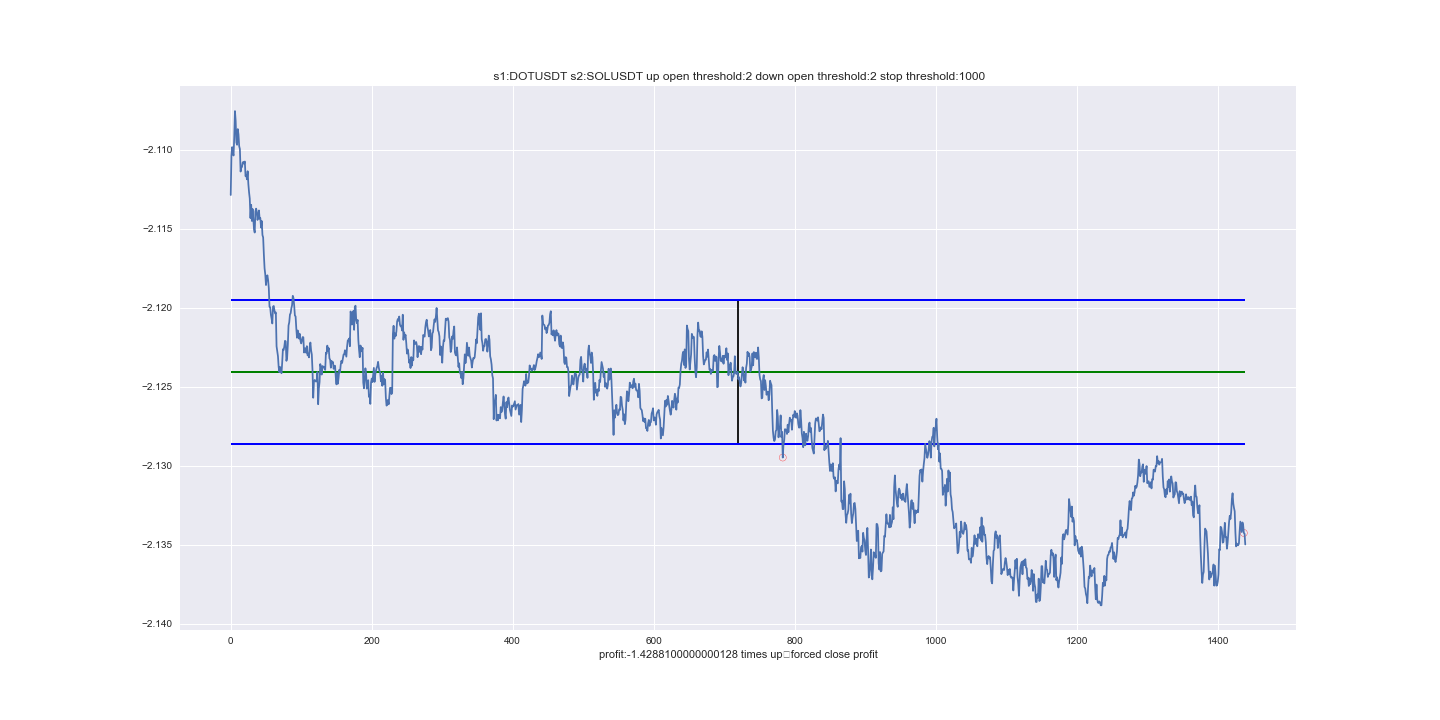 s1:DOTUSDT s2:SOLUSDT up open threshold:2 down open threshold:2 stop threshold:1000
−2.110
−2.115
−2.120
−2.125
−2.130
−2.135
−2.140
0 200 400 600 800 1000 1200 1400
profit:-1.4288100000000128 times up□forced close profit